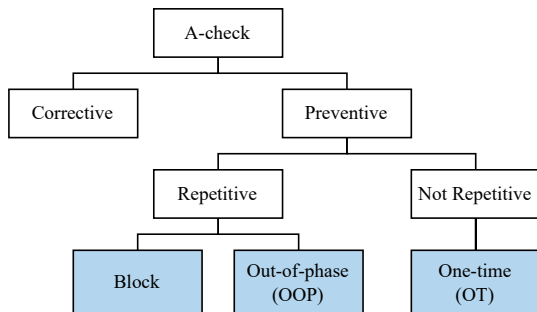 A-check
Corrective
Preventive
Repetitive
Not Repetitive
Block
Out-of-phase
(OOP)
One-time
(OT)